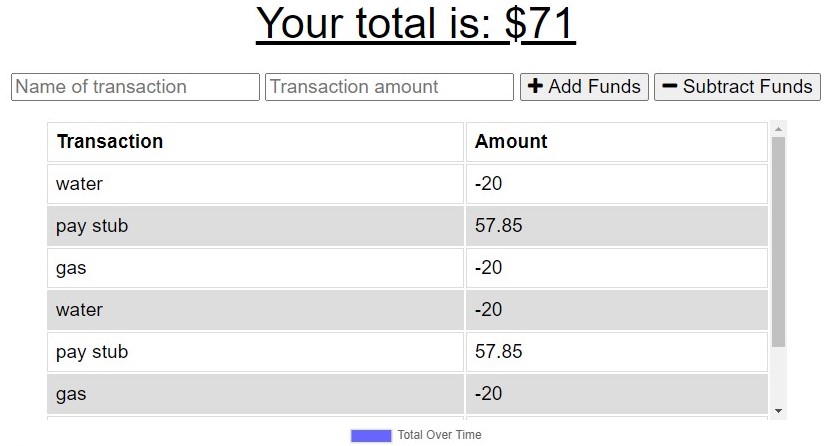 Your total is: $71
Name of transaction Transaction amount Add Funds Subtract Funds
Transaction Amount
water -20
pay stub 57.85
gas -20
water -20
pay stub 57.85
gas -20
Total Over Time